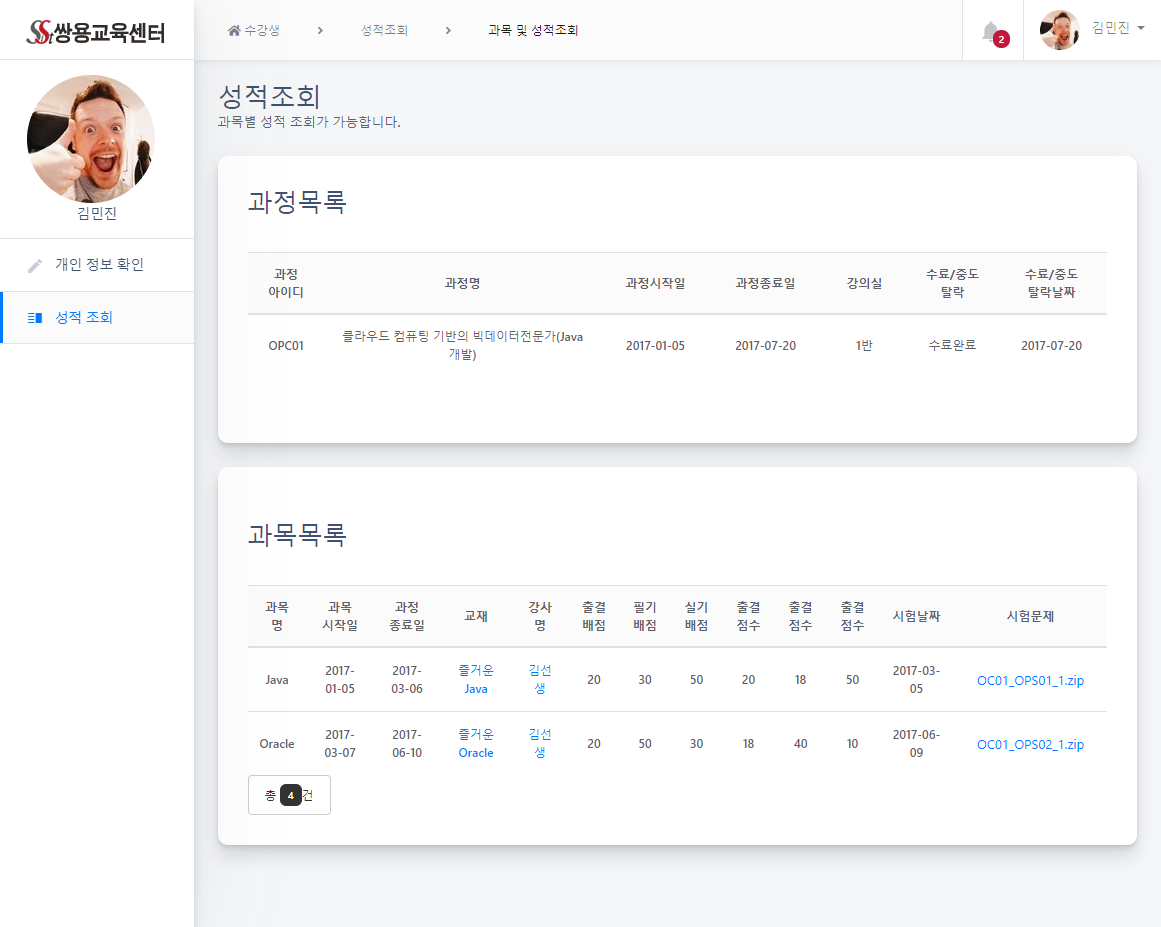 쌍용교육센터
수강생 성적조회 과목 및 성적조회
2 김민진
김민진
개인 정보 확인
성적 조회
성적조회
과목별 성적 조회가 가능합니다.
과정목록
과정 아이디 과정명 과정시작일 과정종료일 강의실 수료/중도 탈락 수료/중도 탈락날짜
OPC01 클라우드 컴퓨팅 기반의 빅데이터전문가(Java 개발) 2017-01-05 2017-07-20 1반 수료완료 2017-07-20
과목목록
과목 명 과목 시작일 과정 종료일 교재 강사 명 출결 배점 필기 배점 실기 배점 출결 점수 출결 점수 출결 점수 시험날짜 시험문제
Java 2017-01-05 2017-03-06 즐거운 Java 김선생 20 30 50 20 18 50 2017-03-05 OC01_OPS01_1.zip
Oracle 2017-03-07 2017-06-10 즐거운 Oracle 김선생 20 50 30 18 40 10 2017-06-09 OC01_OPS02_1.zip
총 4 건